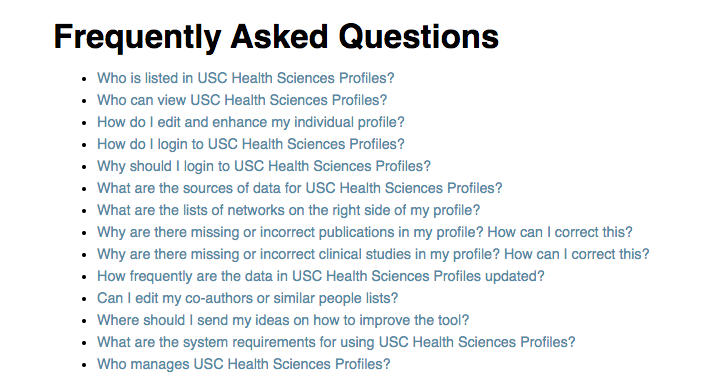 Frequently Asked Questions
Who is listed in USC Health Sciences Profiles?
Who can view USC Health Sciences Profiles?
How do I edit and enhance my individual profile?
How do I login to USC Health Sciences Profiles?
Why should I login to USC Health Sciences Profiles?
What are the sources of data for USC Health Sciences Profiles?
What are the lists of networks on the right side of my profile?
Why are there missing or incorrect publications in my profile? How can I correct this?
Why are there missing or incorrect clinical studies in my profile? How can I correct this?
How frequently are the data in USC Health Sciences Profiles updated?
Can I edit my co-authors or similar people lists?
Where should I send my ideas on how to improve the tool?
What are the system requirements for using USC Health Sciences Profiles?
Who manages USC Health Sciences Profiles?